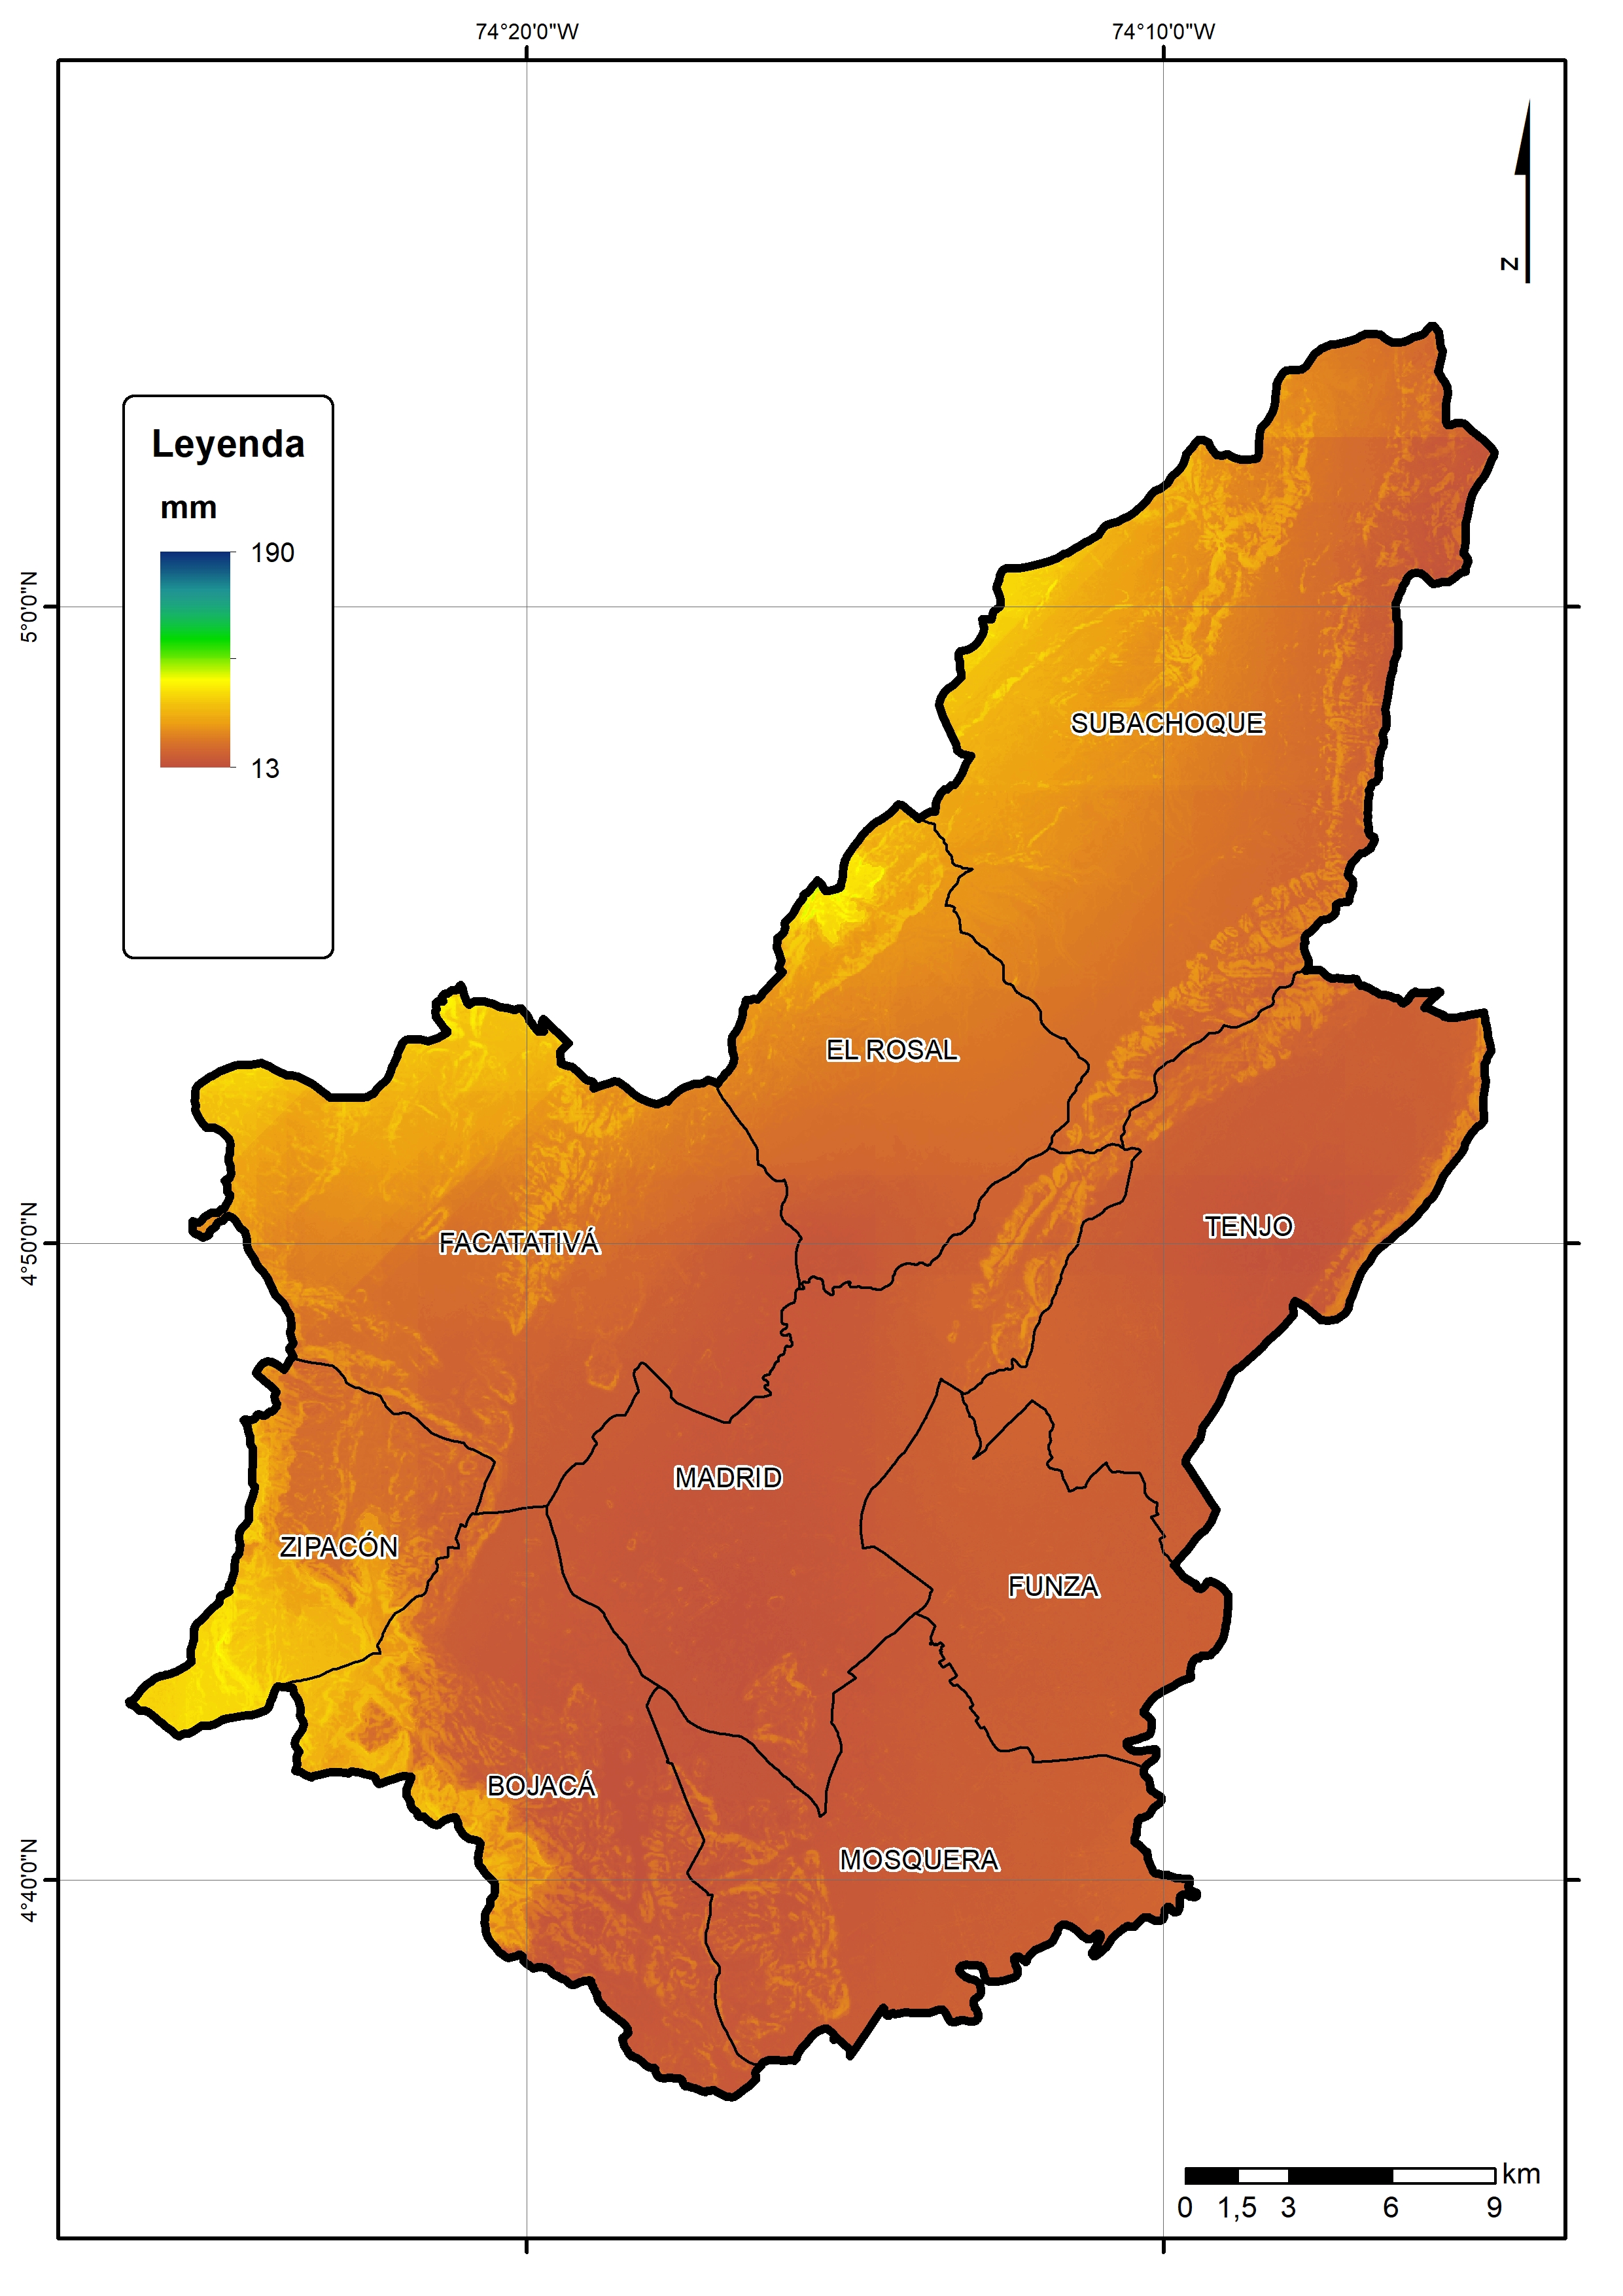 74°20'0"W
74°10'0"W
N
Leyenda
mm
190
13
5°0'0"N
SUBACHOQUE
EL ROSAL
4°50'0"N
FACATATIVÁ
TENJO
MADRID
ZIPACÓN
FUNZA
BOJACÁ
MOSQUERA
4°40'0"N
km
0 1,5 3 6 9